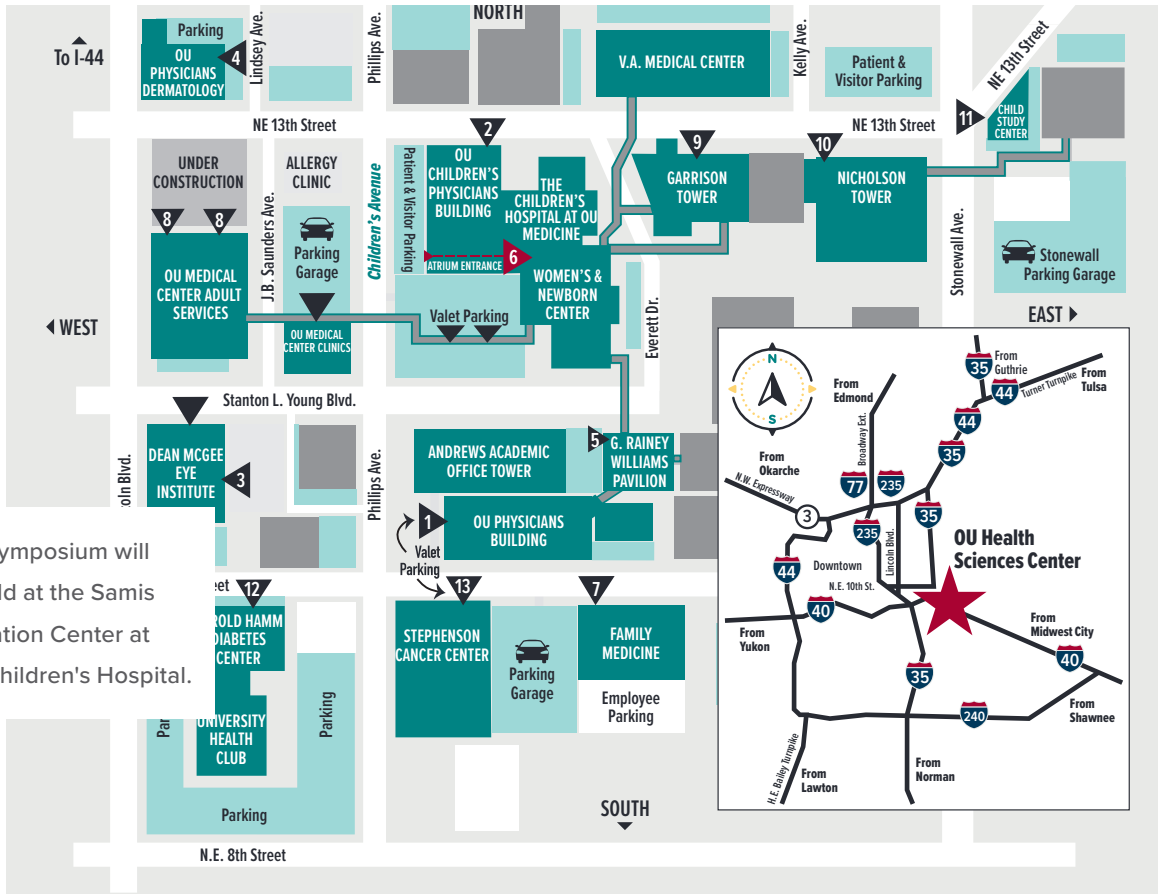 NORTH
To I-44
Parking
OU
PHYSICIANS
DERMATOLOGY
4
Lindsey Ave.
Phillips Ave.
V.A. MEDICAL CENTER
Kelly Ave.
Patient &
Visitor Parking
NE 13th Street
11
CHILD
STUDY
CENTER
NE 13th Street
NE 13th Street
UNDER
CONSTRUCTION
8
8
OU MEDICAL
CENTER ADULT
SERVICES
J.B. Saunders Ave.
ALLERGY
CLINIC
Parking
Garage
OU MEDICAL
CENTER CLINICS
Children's Avenue
Patient & Visitor Parking
2
OU
CHILDREN'S
PHYSICIANS
BUILDING
ATRIUM ENTRANCE
6
THE
CHILDREN'S
HOSPITAL AT OU
MEDICINE
WOMEN'S &
NEWBORN
CENTER
Valet Parking
Everett Dr.
9
GARRISON
TOWER
10
NICHOLSON
TOWER
Stonewall Ave.
Stonewall
Parking Garage
WEST
EAST
Stanton L. Young Blvd.
DEAN MCGEE
EYE
INSTITUTE
3
oln Blvd.
Phillips Ave.
ANDREWS ACADEMIC
OFFICE TOWER
5
G. RAINEY
WILLIAMS
PAVILION
1
OU PHYSICIANS
BUILDING
Valet
Parking
ymposium will
ld at the Samis
ation Center at
hildren's Hospital.
eet
12
ROLD HAMM
DIABETES
CENTER
UNIVERSITY
HEALTH
CLUB
Par
Parking
Parking
13
STEPHENSON
CANCER CENTER
Parking
Garage
7
FAMILY
MEDICINE
Employee
Parking
SOUTH
N.E. 8th Street
N
S
From
Edmond
Broadway Ext.
35
From
Guthrie
44
Turner Turnpike
From
Tulsa
44
35
From
Okarche
N.W. Expressway
3
77
235
235
Lincoln Blvd.
35
OU Health
Sciences Center
44
Downtown
N.E. 10th St.
40
From
Yukon
From
Midwest City
40
35
240
From
Shawnee
H.E. Bailey Turnpike
From
Lawton
From
Norman